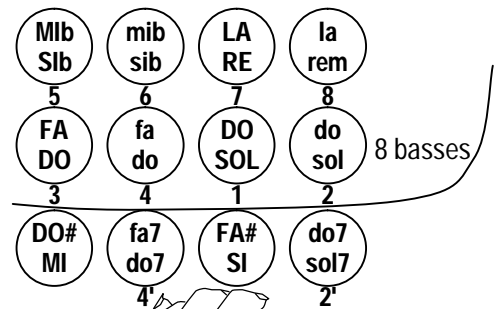 MIb mib LA la
SIb sib RE rem
5 6 7 8
FA fa DO do
DO do SOL sol 8 basses
3 4 1 2
DO# fa7 FA# do7
MI do7 SI sol7
4' 2'